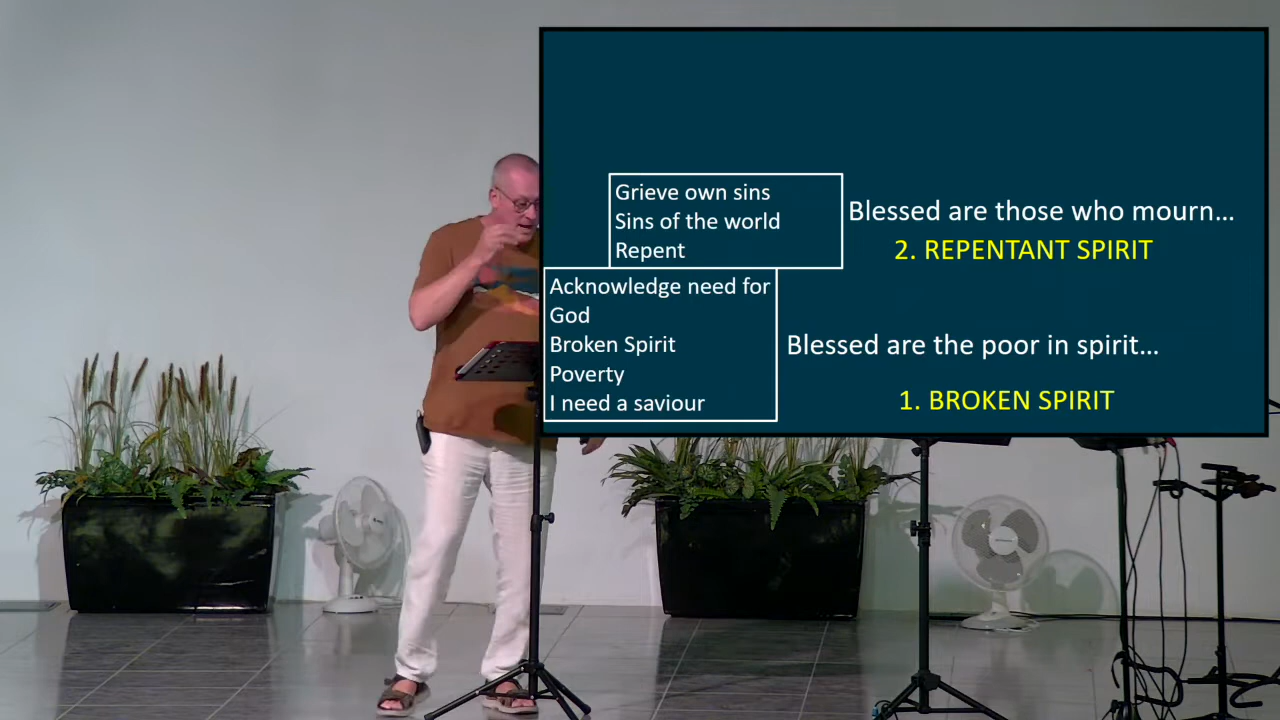 Grieve own sins
Sins of the world
Repent
Blessed are those who mourn…
2. REPENTANT SPIRIT
Acknowledge need for
God
Broken Spirit
Poverty
I need a saviour
Blessed are the poor in spirit…
1. BROKEN SPIRIT